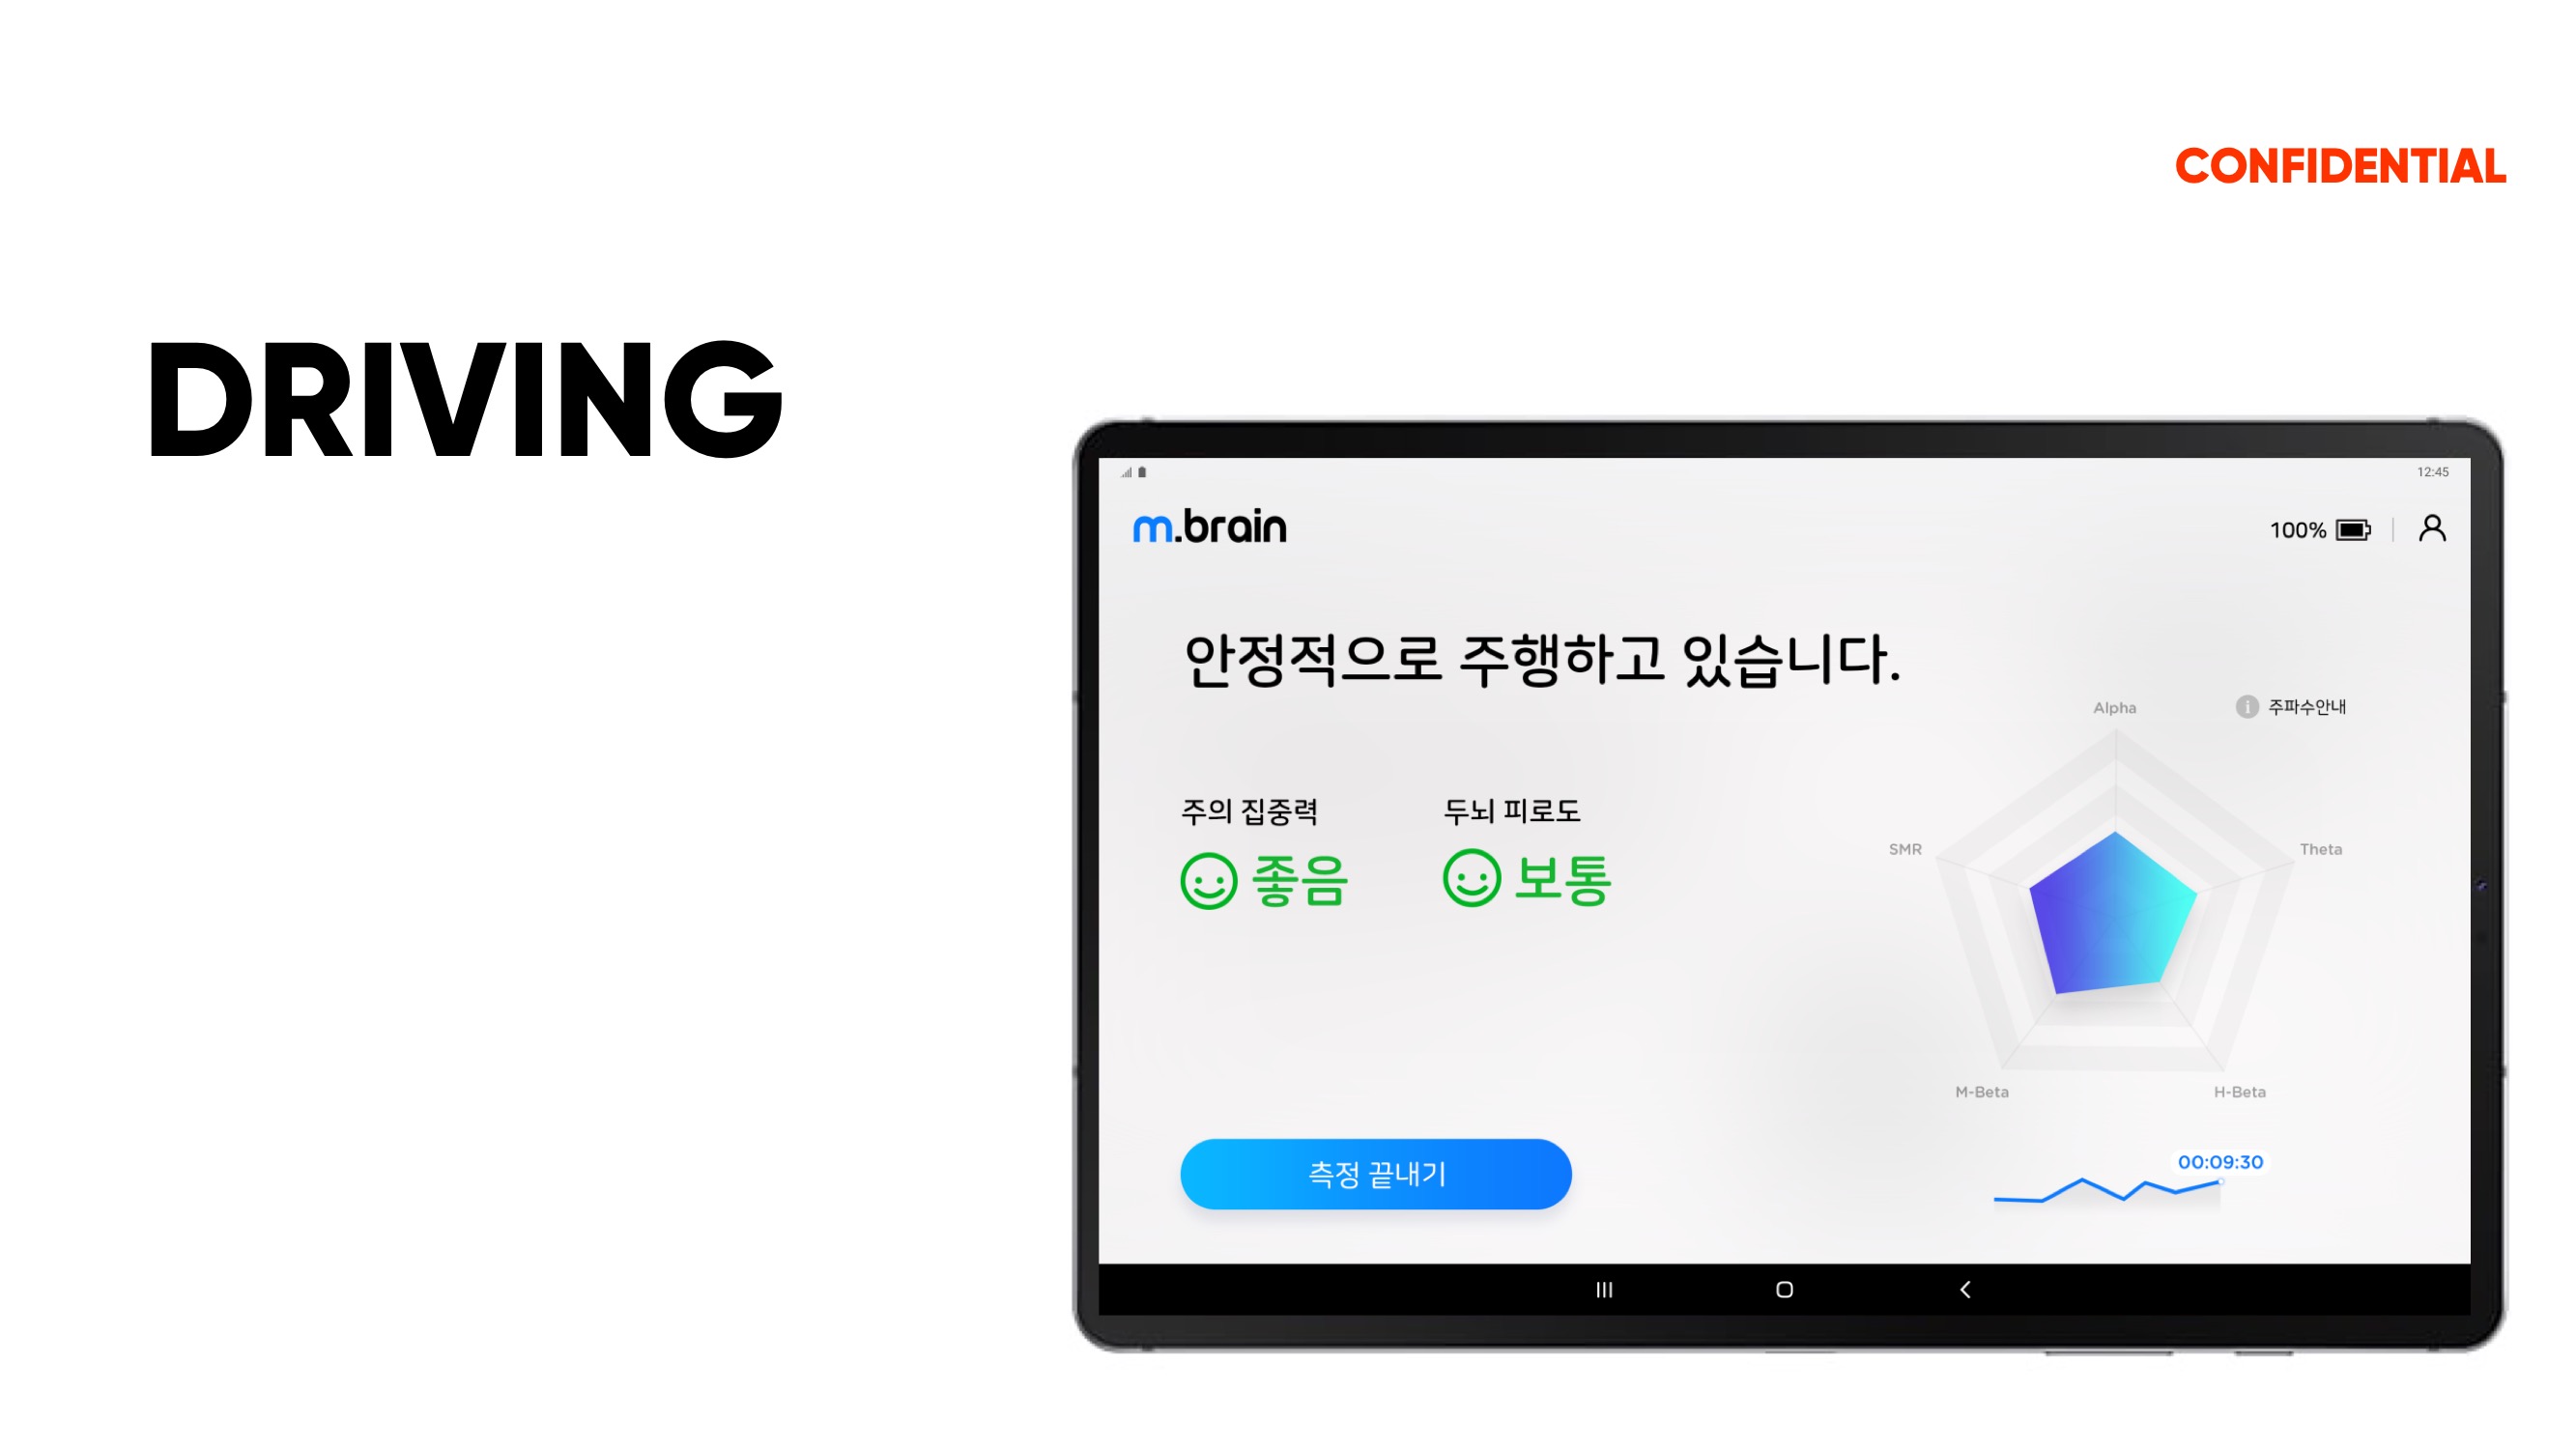 CONFIDENTIAL
DRIVING
12:45
m.brain
100%
안정적으로 주행하고 있습니다.
Alpha
주파수안내
주의 집중력
두뇌 피로도
좋음
보통
SMR
Theta
M-Beta
H-Beta
측정 끝내기
00:09:30